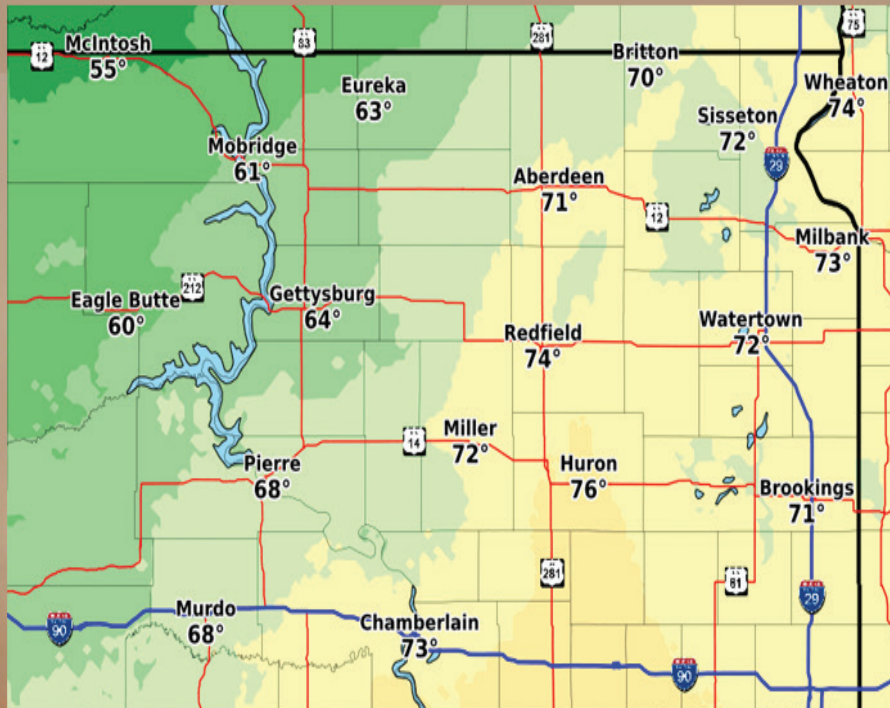 75
83
281
McIntosh
12
55°
Britton
70°
Eureka
63°
Wheaton
74°
Sisseton
72°
Mobridge
61°
29
Aberdeen
71°
12
Milbank
73°
212
Eagle Butte
60°
Gettysburg
64°
Redfield
74°
Watertown
72°
Miller
72°
14
Pierre
68°
Huron
76°
Brookings
71°
281
81
29
Murdo
68°
90
Chamberlain
73°
90